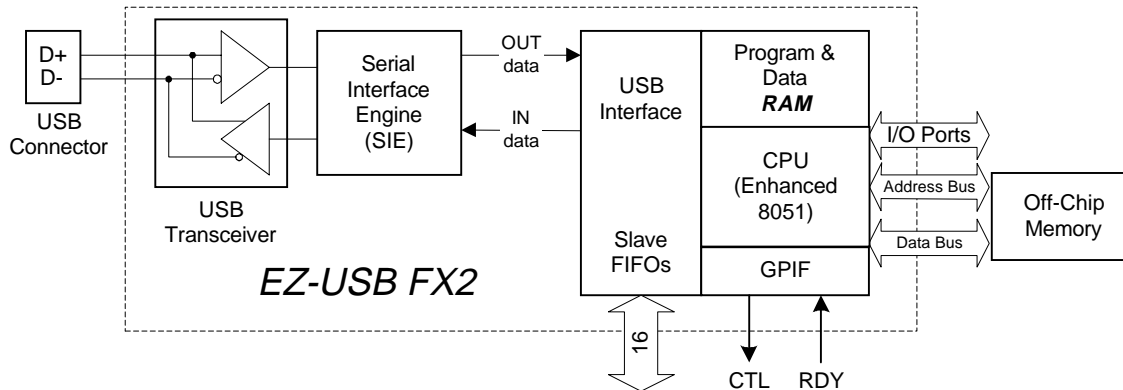 D+
D-
USB
Connector
USB
Transceiver
Serial
Interface
Engine
(SIE)
OUT
data
IN
data
USB
Interface
Slave
FIFOs
Program &
Data
RAM
CPU
(Enhanced
8051)
GPIF
I/O Ports
Address Bus
Data Bus
Off-Chip
Memory
EZ-USB FX2
16
CTL
RDY